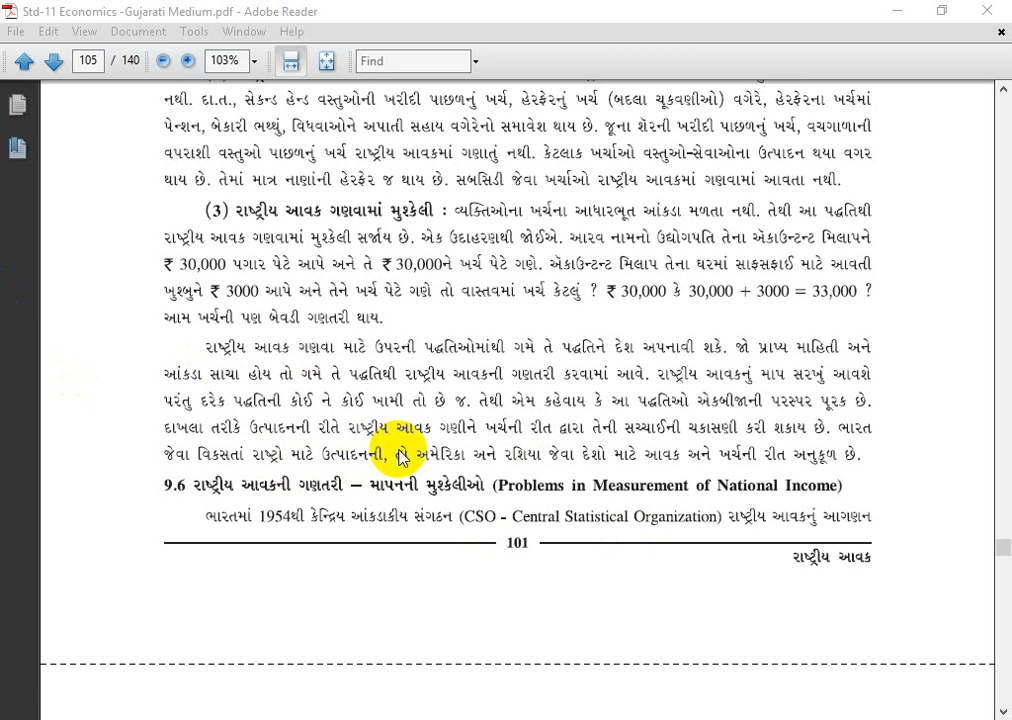 Std-11 Economics -Gujarati Medium.pdf - Adobe Reader
File Edit View Document Tools Window Help
105 / 140 103% Find
નથી. દા.ત., સેકન્ડ હેન્ડ વસ્તુઓની ખરીદી પાછળનું ખર્ચ, હેરફેરનું ખર્ચ (બદલા ચૂકવણીઓ) વગેરે, હેરફેરના ખર્ચમાં
પેન્શન, બેકારી ભથ્થું, વિધવાઓને અપાતી સહાય વગેરેનો સમાવેશ થાય છે. જૂના શૅરની ખરીદી પાછળનું ખર્ચ, વચગાળાની
વપરાશી વસ્તુઓ પાછળનું ખર્ચ રાષ્ટ્રીય આવકમાં ગણાતું નથી. કેટલાક ખર્ચાઓ વસ્તુઓ-સેવાઓના ઉત્પાદન થયા વગર
થાય છે. તેમાં માત્ર નાણાંની હેરફેર જ થાય છે. સબસિડી જેવા ખર્ચાઓ રાષ્ટ્રીય આવકમાં ગણવામાં આવતા નથી.
(3) રાષ્ટ્રીય આવક ગણવામાં મુશ્કેલી : વ્યક્તિઓના ખર્ચના આધારભૂત આંકડા મળતા નથી. તેથી આ પદ્ધતિથી
રાષ્ટ્રીય આવક ગણવામાં મુશ્કેલી સર્જાય છે. એક ઉદાહરણથી જોઈએ. આરવ નામનો ઉદ્યોગપતિ તેના ઍકાઉન્ટન્ટ મિલાપને
₹ 30,000 પગાર પેટે આપે અને તે ₹ 30,000ને ખર્ચ પેટે ગણે. ઍકાઉન્ટન્ટ મિલાપ તેના ઘરમાં સાફસફાઈ માટે આવતી
ખુશ્બુને ₹ 3000 આપે અને તેને ખર્ચ પેટે ગણે તો વાસ્તવમાં ખર્ચ કેટલું ? ₹ 30,000 કે 30,000 + 3000 = 33,000 ?
આમ ખર્ચની પણ બેવડી ગણતરી થાય.
રાષ્ટ્રીય આવક ગણવા માટે ઉપરની પદ્ધતિઓમાંથી ગમે તે પદ્ધતિને દેશ અપનાવી શકે. જો પ્રાપ્ય માહિતી અને
આંકડા સાચા હોય તો ગમે તે પદ્ધતિથી રાષ્ટ્રીય આવકની ગણતરી કરવામાં આવે. રાષ્ટ્રીય આવકનું માપ સરખું આવશે
પરંતુ દરેક પદ્ધતિની કોઈ ને કોઈ ખામી તો છે જ. તેથી એમ કહેવાય કે આ પદ્ધતિઓ એકબીજાની પરસ્પર પૂરક છે.
દાખલા તરીકે ઉત્પાદનની રીતે રાષ્ટ્રીય આવક ગણીને ખર્ચની રીત દ્વારા તેની સચ્ચાઈની ચકાસણી કરી શકાય છે. ભારત
જેવા વિકસતાં રાષ્ટ્રો માટે ઉત્પાદનની, અમેરિકા અને રશિયા જેવા દેશો માટે આવક અને ખર્ચની રીત અનુકૂળ છે.
9.6 રાષ્ટ્રીય આવકની ગણતરી – માપનની મુશ્કેલીઓ (Problems in Measurement of National Income)
ભારતમાં 1954થી કેન્દ્રિય આંકડાકીય સંગઠન (CSO - Central Statistical Organization) રાષ્ટ્રીય આવકનું આગણન
101
રાષ્ટ્રીય આવક